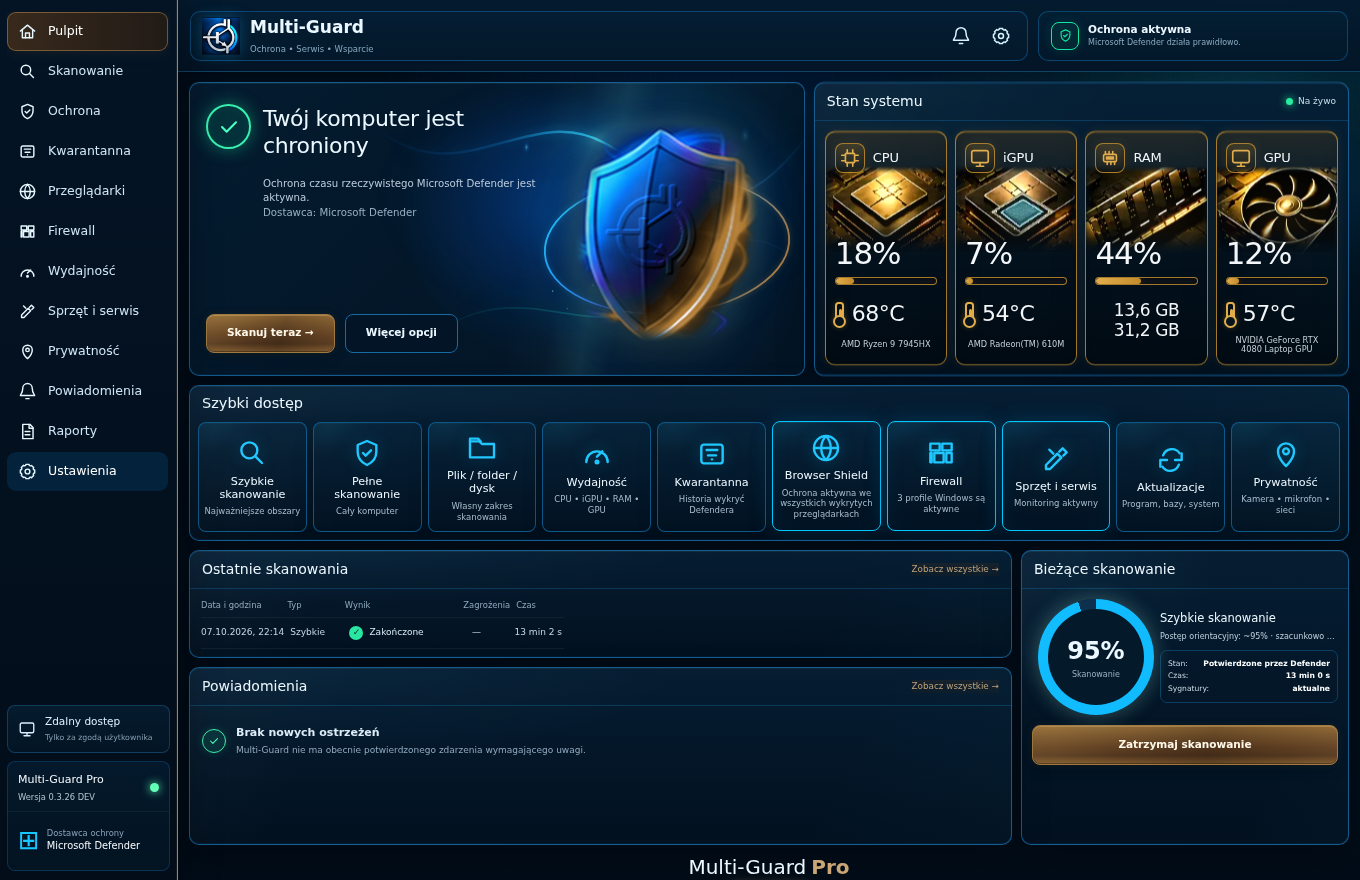 Pulpit
Skanowanie
Ochrona
Kwarantanna
Przeglądarki
Firewall
Wydajność
Sprzęt i serwis
Prywatność
Powiadomienia
Raporty
Ustawienia
Zdalny dostęp
Tylko za zgodą użytkownika
Multi-Guard Pro
Wersja 0.3.26 DEV
Dostawca ochrony
Microsoft Defender
Multi-Guard
Ochrona • Serwis • Wsparcie
Ochrona aktywna
Microsoft Defender działa prawidłowo.
Twój komputer jest
chroniony
Ochrona czasu rzeczywistego Microsoft Defender jest
aktywna.
Dostawca: Microsoft Defender
Skanuj teraz →
Więcej opcji
Stan systemu
Na żywo
CPU
18%
68°C
AMD Ryzen 9 7945HX
iGPU
7%
54°C
AMD Radeon(TM) 610M
RAM
44%
13,6 GB
31,2 GB
GPU
12%
57°C
NVIDIA GeForce RTX
4080 Laptop GPU
Szybki dostęp
Szybkie
skanowanie
Najważniejsze obszary
Pełne
skanowanie
Cały komputer
Plik / folder /
dysk
Własny zakres
skanowania
Wydajność
CPU • iGPU • RAM •
GPU
Kwarantanna
Historia wykryć
Defendera
Browser Shield
Ochrona aktywna we
wszystkich wykrytych
przeglądarkach
Firewall
3 profile Windows są
aktywne
Sprzęt i serwis
Monitoring aktywny
Aktualizacje
Program, bazy, system
Prywatność
Kamera • mikrofon •
sieci
Ostatnie skanowania
Zobacz wszystkie →
Data i godzina Typ Wynik Zagrożenia Czas
07.10.2026, 22:14 Szybkie Zakończone — 13 min 2 s
Powiadomienia
Zobacz wszystkie →
Brak nowych ostrzeżeń
Multi-Guard nie ma obecnie potwierdzonego zdarzenia wymagającego uwagi.
Bieżące skanowanie
95%
Skanowanie
Szybkie skanowanie
Postęp orientacyjny: ~95% · szacunkowo ...
Stan: Potwierdzone przez Defender
Czas: 13 min 0 s
Sygnatury: aktualne
Zatrzymaj skanowanie
Multi-Guard Pro